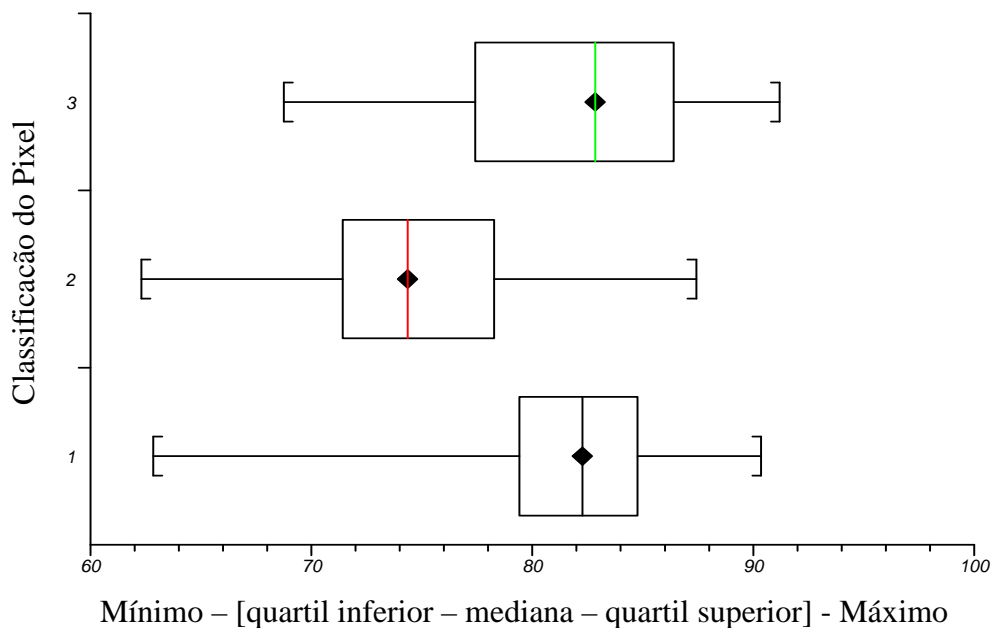 Classificacão do Pixel
3
2
1
60 70 80 90 100
Mínimo – [quartil inferior – mediana – quartil superior] - Máximo